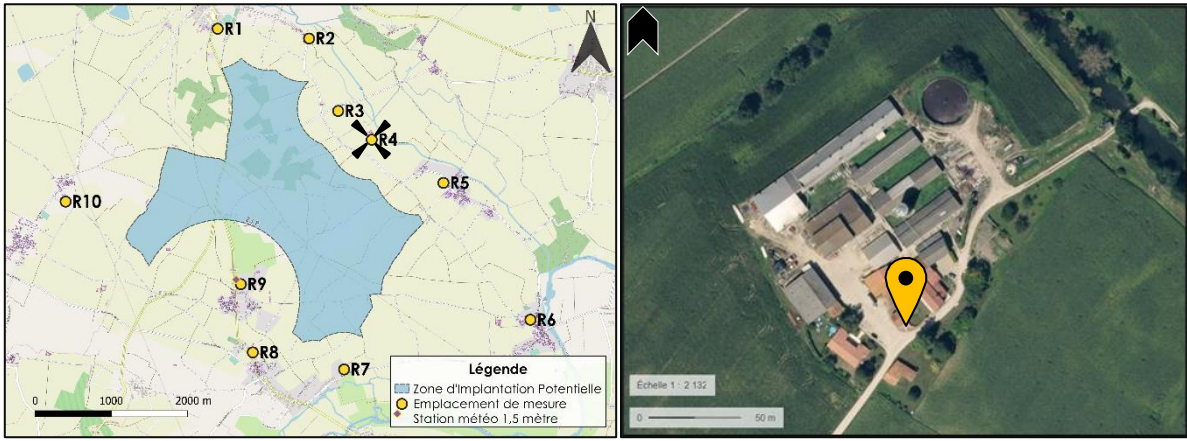 N
R1
R2
R3
R4
R5
R10
R9
R6
R8
R7
0 1000 2000 m
Légende
Zone d'Implantation Potentielle
Emplacement de mesure
Station météo 1,5 mètre
Échelle 1 : 2 132
0 50 m